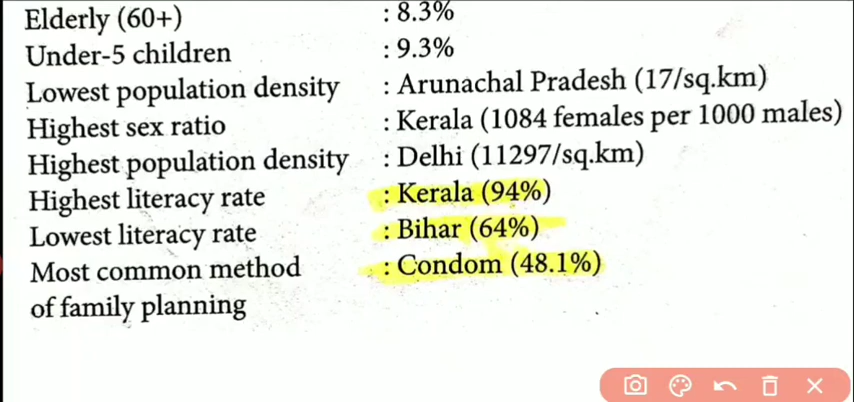 Elderly (60+) : 8.3%
Under-5 children : 9.3%
Lowest population density : Arunachal Pradesh (17/sq.km)
Highest sex ratio : Kerala (1084 females per 1000 males)
Highest population density : Delhi (11297/sq.km)
Highest literacy rate : Kerala (94%)
Lowest literacy rate : Bihar (64%)
Most common method : Condom (48.1%)
of family planning